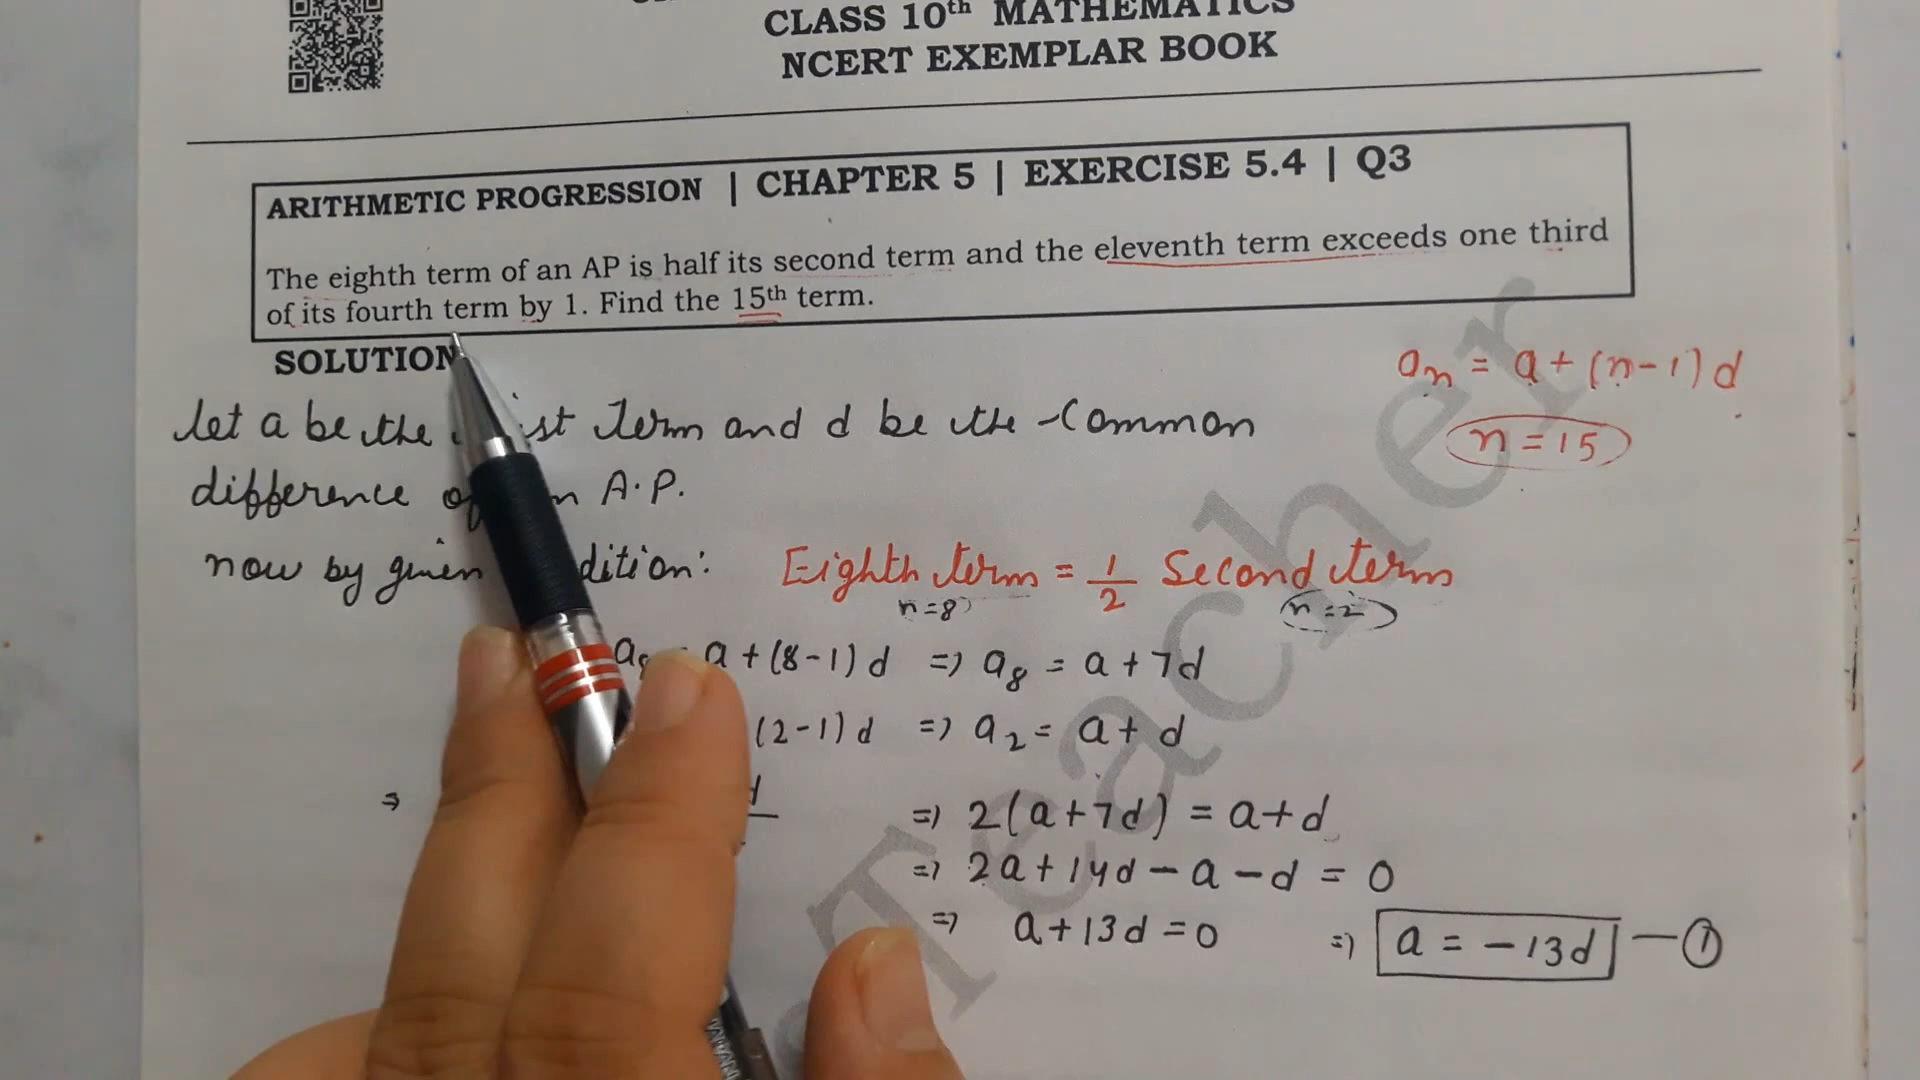 CLASS 10th MATHEMATICS
NCERT EXEMPLAR BOOK
ARITHMETIC PROGRESSION | CHAPTER 5 | EXERCISE 5.4 | Q3
The eighth term of an AP is half its second term and the eleventh term exceeds one third
of its fourth term by 1. Find the 15th term.
SOLUTION
an = a + (n-1) d
let a be the term and d be the common
n = 15
difference A.P.
now by given : Eighth term = 1/2 Second term
n=8 n=2
a + (8-1) d => a8 = a + 7d
(2-1) d => a2 = a + d
=> => 2(a+7d) = a+d
=> 2a + 14d - a - d = 0
=> a+13d = 0 => a = -13d — ①
Teacher